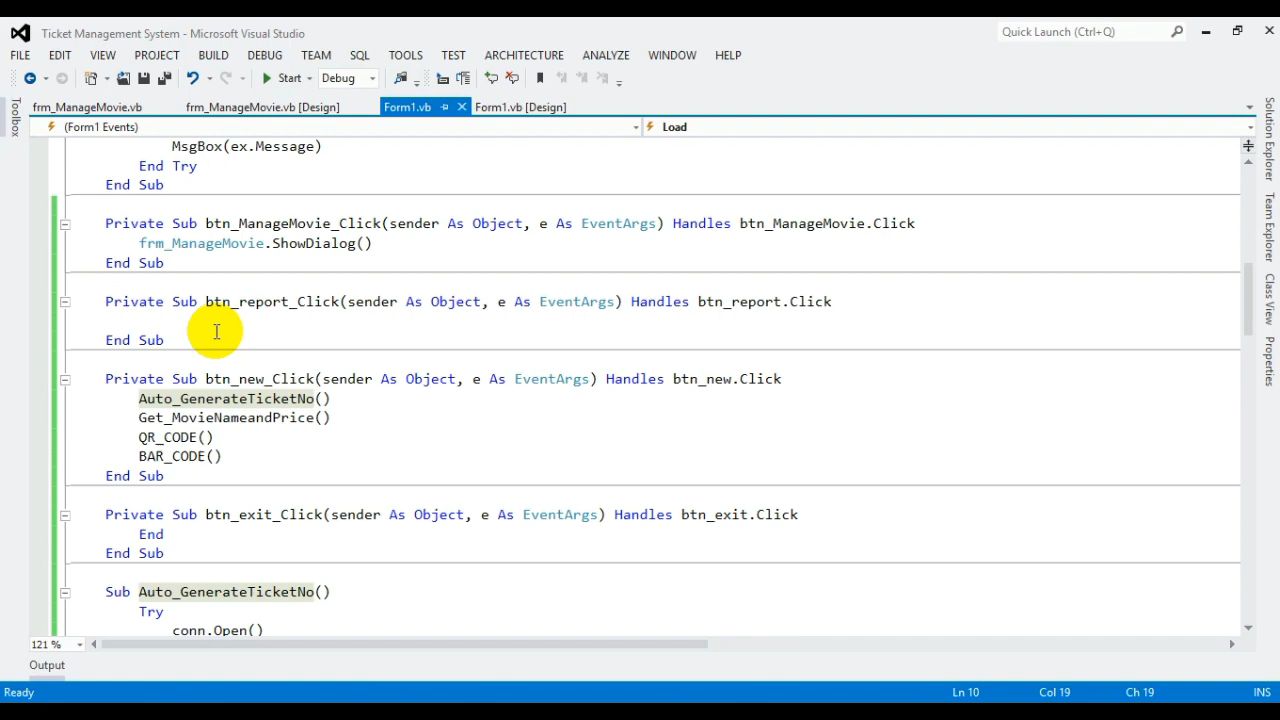 Ticket Management System - Microsoft Visual Studio
Quick Launch (Ctrl+Q)
FILE EDIT VIEW PROJECT BUILD DEBUG TEAM SQL TOOLS TEST ARCHITECTURE ANALYZE WINDOW HELP
Start Debug
frm_ManageMovie.vb frm_ManageMovie.vb [Design] Form1.vb Form1.vb [Design]
(Form1 Events) Load
MsgBox(ex.Message)
End Try
End Sub
Private Sub btn_ManageMovie_Click(sender As Object, e As EventArgs) Handles btn_ManageMovie.Click
frm_ManageMovie.ShowDialog()
End Sub
Private Sub btn_report_Click(sender As Object, e As EventArgs) Handles btn_report.Click
End Sub
Private Sub btn_new_Click(sender As Object, e As EventArgs) Handles btn_new.Click
Auto_GenerateTicketNo()
Get_MovieNameandPrice()
QR_CODE()
BAR_CODE()
End Sub
Private Sub btn_exit_Click(sender As Object, e As EventArgs) Handles btn_exit.Click
End
End Sub
Sub Auto_GenerateTicketNo()
Try
conn.Open()
121 %
Output
Ready Ln 10 Col 19 Ch 19 INS
Toolbox
Solution Explorer
Team Explorer
Class View
Properties